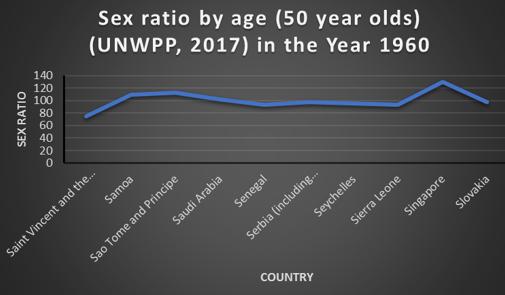 Sex ratio by age (50 year olds)
(UNWPP, 2017) in the Year 1960
140
120
100
80
60
40
20
0
SEX RATIO
Saint Vincent and the...
Samoa
Sao Tome and Principe
Saudi Arabia
Senegal
Serbia (including...
Seychelles
Sierra Leone
Singapore
Slovakia
COUNTRY